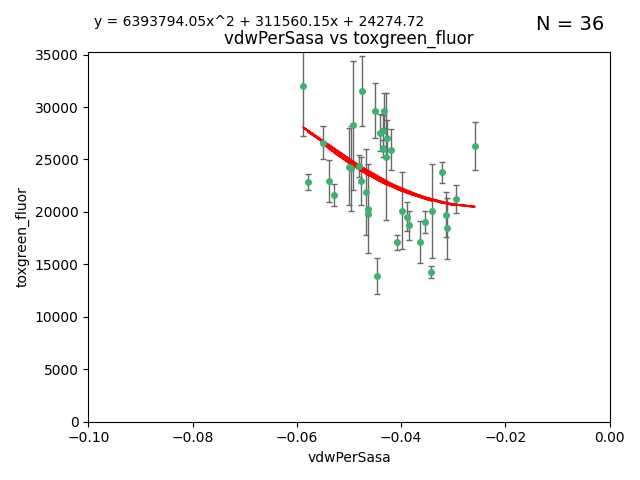 y = 6393794.05x^2 + 311560.15x + 24274.72
N = 36
vdwPerSasa vs toxgreen_fluor
35000
30000
25000
20000
15000
10000
5000
0
toxgreen_fluor
−0.10
−0.08
−0.06
−0.04
−0.02
0.00
vdwPerSasa